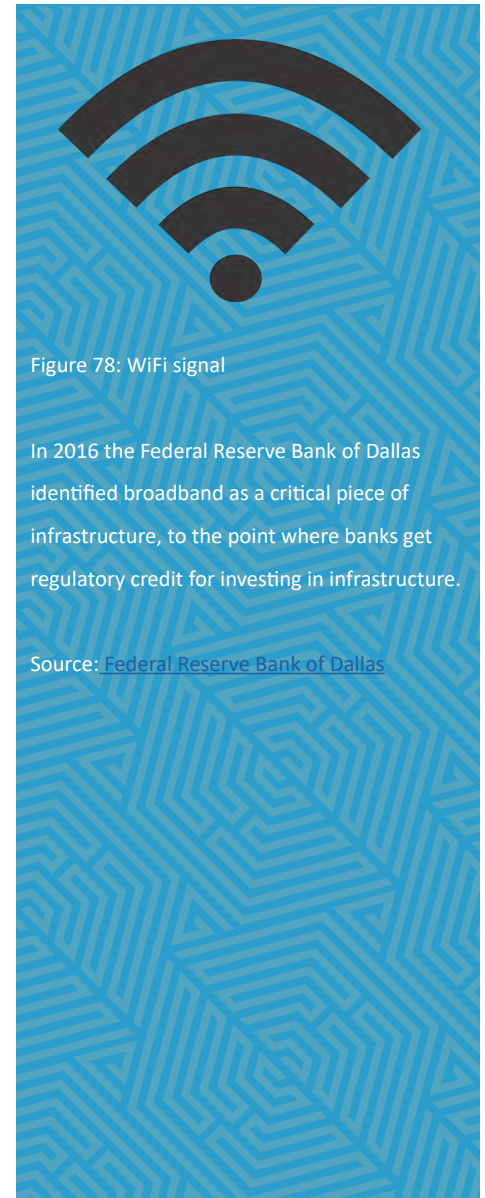 Figure 78: WiFi signal
In 2016 the Federal Reserve Bank of Dallas
identified broadband as a critical piece of
infrastructure, to the point where banks get
regulatory credit for investing in infrastructure.
Source: Federal Reserve Bank of Dallas